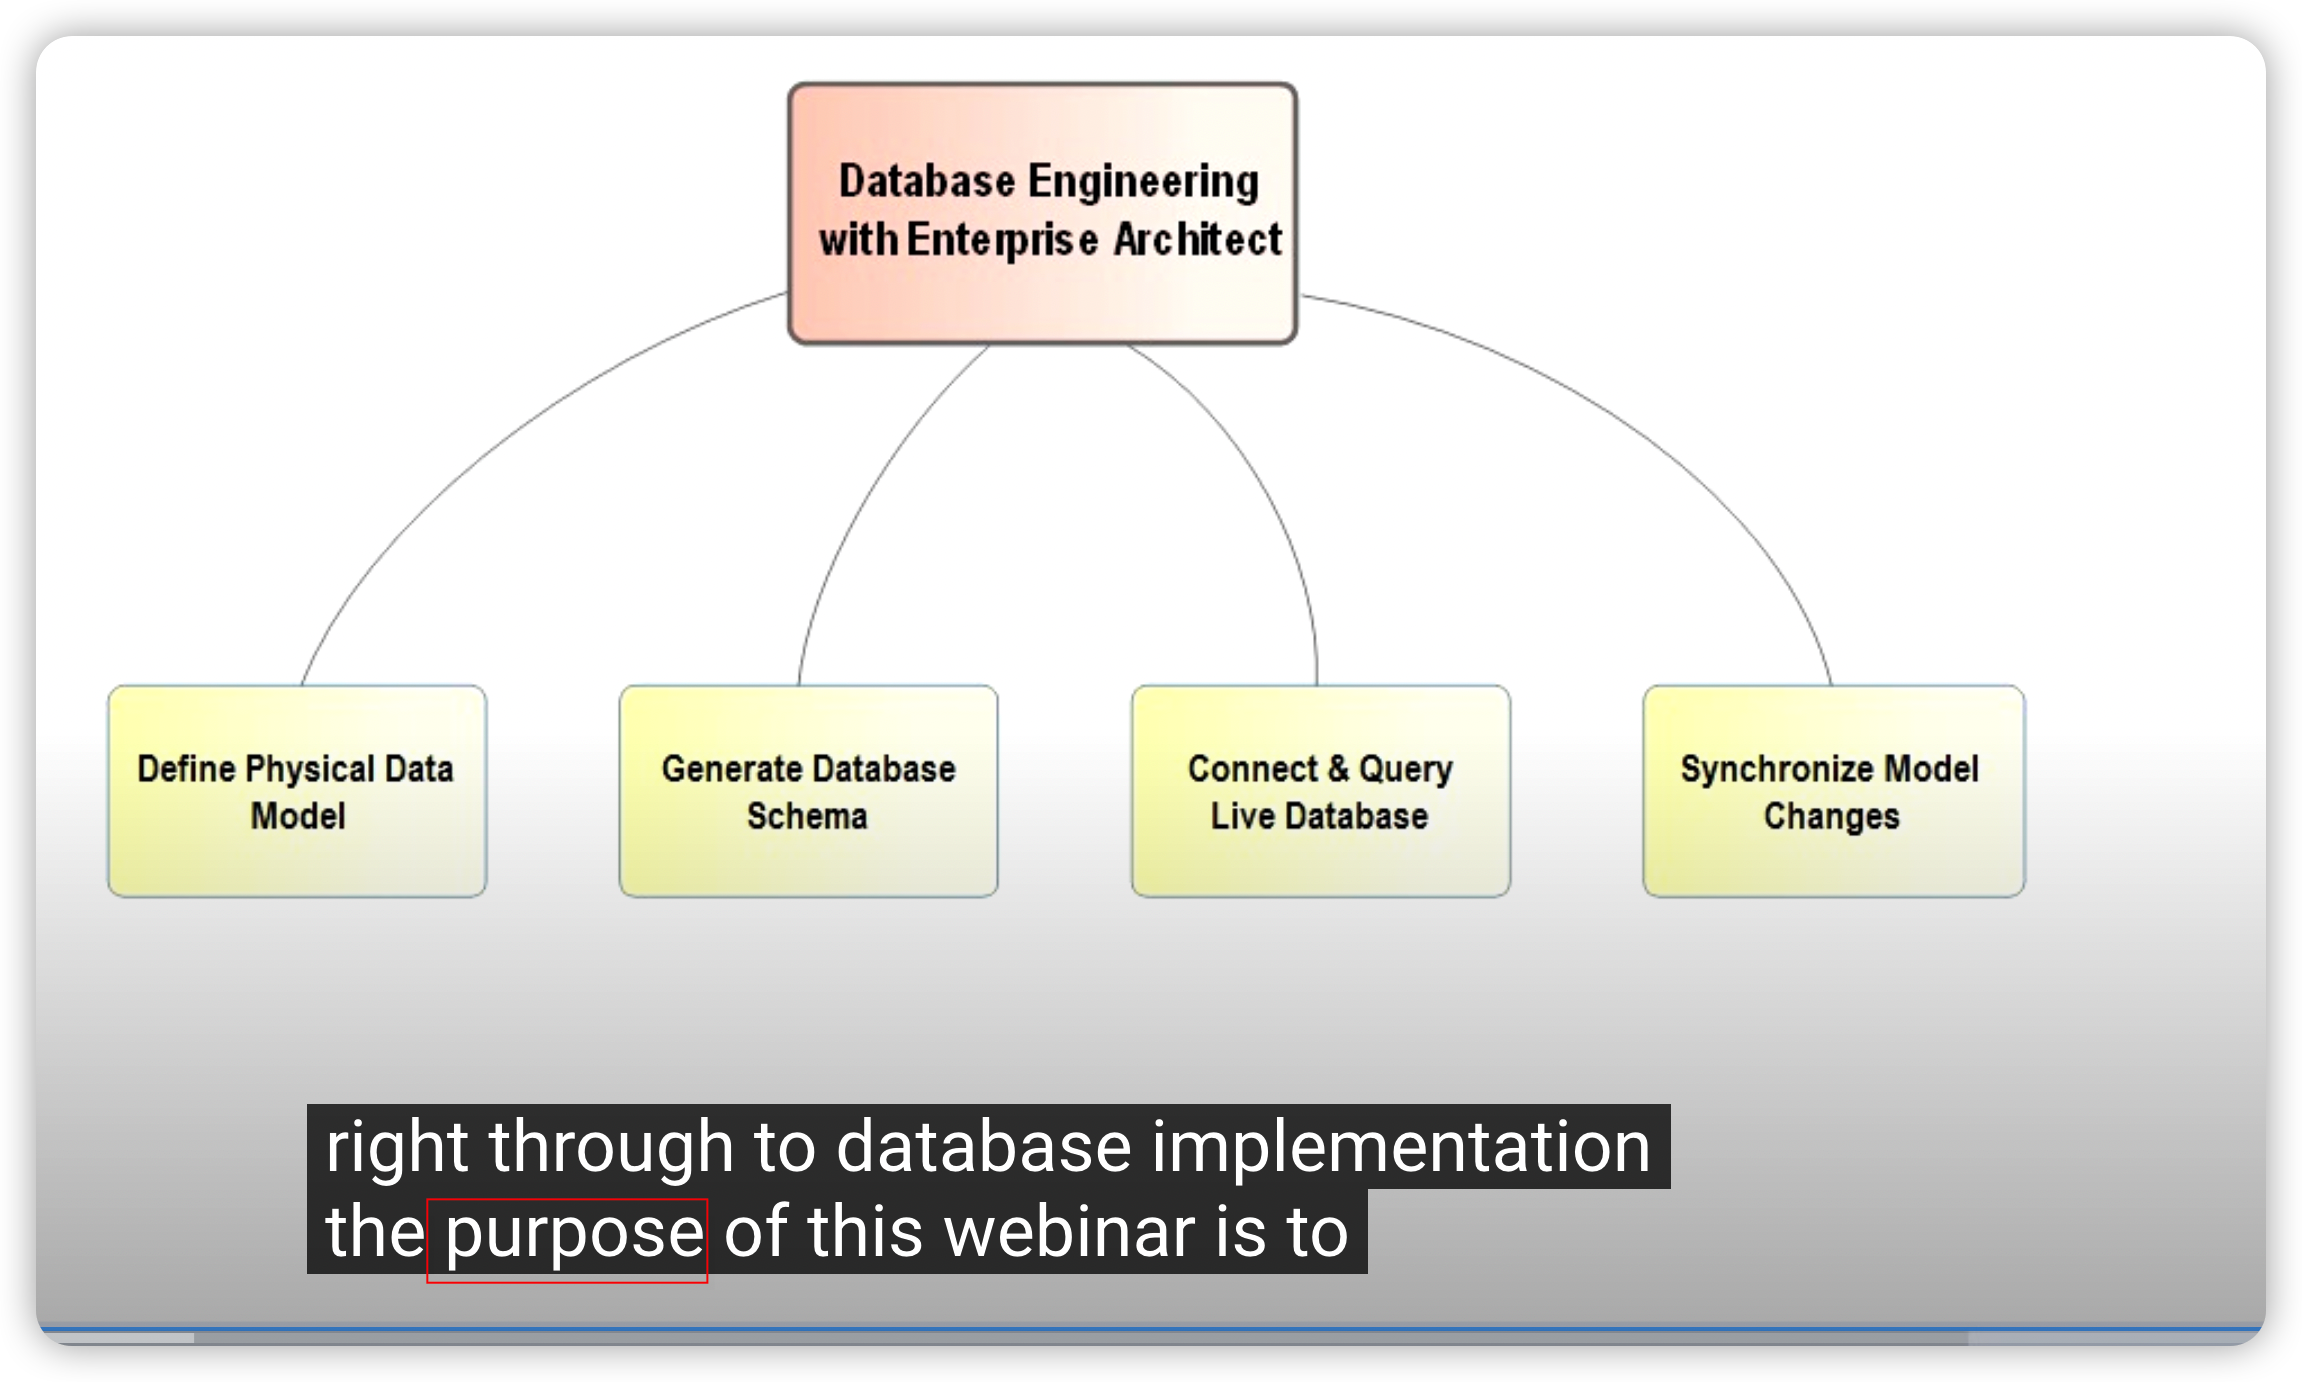 Database Engineering
with Enterprise Architect
Define Physical Data
Model
Generate Database
Schema
Connect & Query
Live Database
Synchronize Model
Changes
right through to database implementation
the purpose of this webinar is to